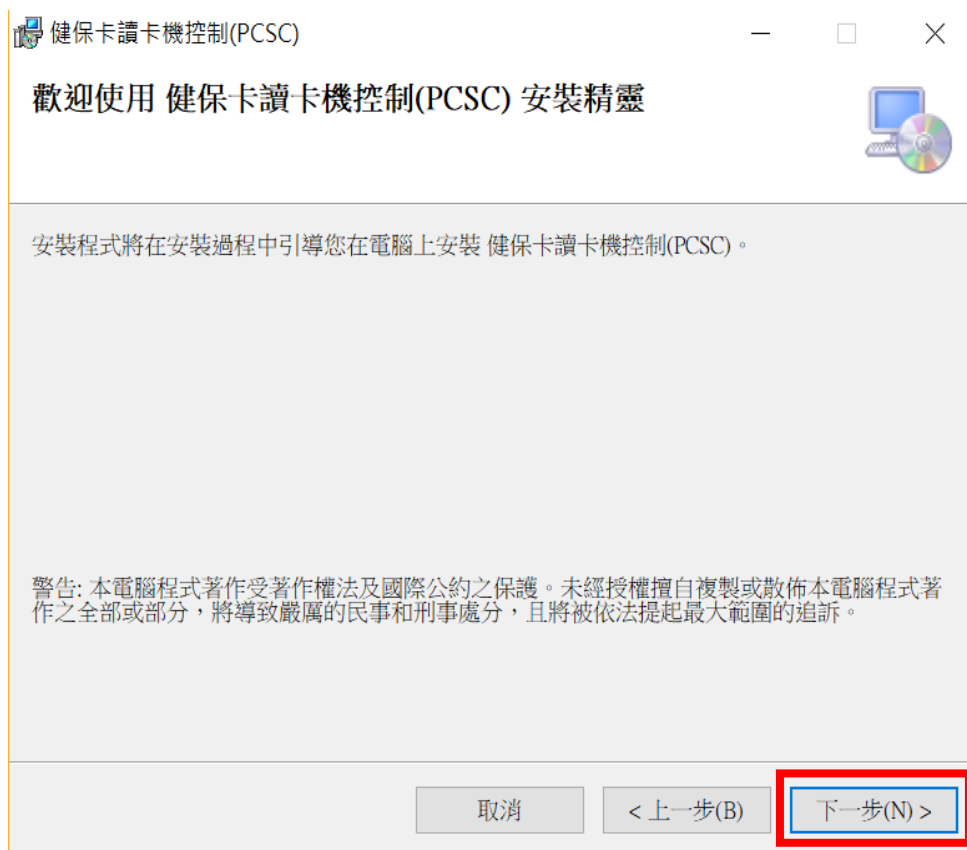 健保卡讀卡機控制(PCSC)
歡迎使用 健保卡讀卡機控制(PCSC) 安裝精靈
安裝程式將在安裝過程中引導您在電腦上安裝 健保卡讀卡機控制(PCSC)。
警告: 本電腦程式著作受著作權法及國際公約之保護。未經授權擅自複製或散佈本電腦程式著
作之全部或部分，將導致嚴厲的民事和刑事處分，且將被依法提起最大範圍的追訴。
取消
< 上一步(B)
下一步(N) >